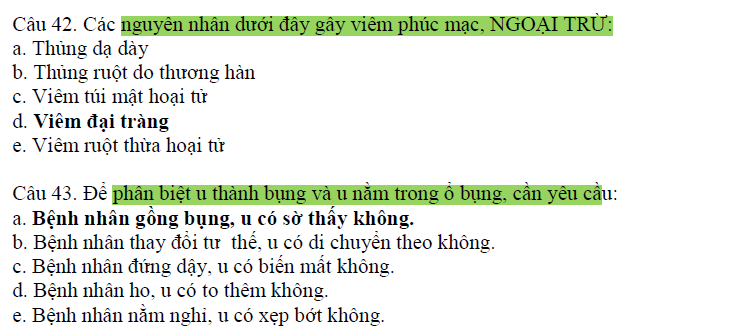 Câu 42. Các nguyên nhân dưới đây gây viêm phúc mạc, NGOẠI TRỪ:
a. Thủng dạ dày
b. Thủng ruột do thương hàn
c. Viêm túi mật hoại tử
d. Viêm đại tràng
e. Viêm ruột thừa hoại tử
Câu 43. Để phân biệt u thành bụng và u nằm trong ổ bụng, cần yêu cầu:
a. Bệnh nhân gồng bụng, u có sờ thấy không.
b. Bệnh nhân thay đổi tư thế, u có di chuyển theo không.
c. Bệnh nhân đứng dậy, u có biến mất không.
d. Bệnh nhân ho, u có to thêm không.
e. Bệnh nhân nằm nghỉ, u có xẹp bớt không.